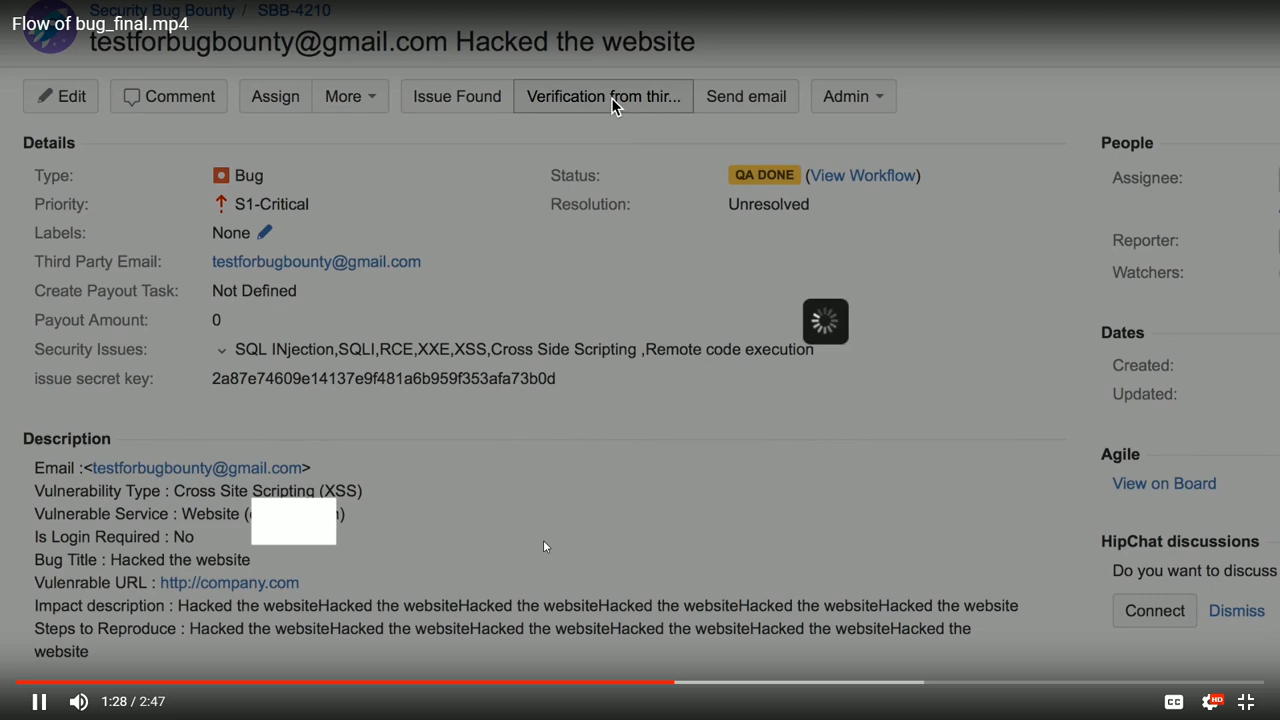 Security Bug Bounty / SBB-4210
Flow of bug_final.mp4
testforbugbounty@gmail.com Hacked the website
Edit Comment Assign More Issue Found Verification from thir... Send email Admin
Details
Type: Bug
Priority: S1-Critical
Labels: None
Third Party Email: testforbugbounty@gmail.com
Create Payout Task: Not Defined
Payout Amount: 0
Security Issues: SQL INjection,SQLI,RCE,XXE,XSS,Cross Side Scripting ,Remote code execution
issue secret key: 2a87e74609e14137e9f481a6b959f353afa73b0d
Status: QA DONE (View Workflow)
Resolution: Unresolved
People
Assignee:
Reporter:
Watchers:
Dates
Created:
Updated:
Agile
View on Board
HipChat discussions
Do you want to discuss
Connect Dismiss
Description
Email :<testforbugbounty@gmail.com>
Vulnerability Type : Cross Site Scripting (XSS)
Vulnerable Service : Website (
Is Login Required : No
Bug Title : Hacked the website
Vulenrable URL : http://company.com
Impact description : Hacked the websiteHacked the websiteHacked the websiteHacked the websiteHacked the websiteHacked the website
Steps to Reproduce : Hacked the websiteHacked the websiteHacked the websiteHacked the websiteHacked the websiteHacked the
website
1:28 / 2:47
CC
HD